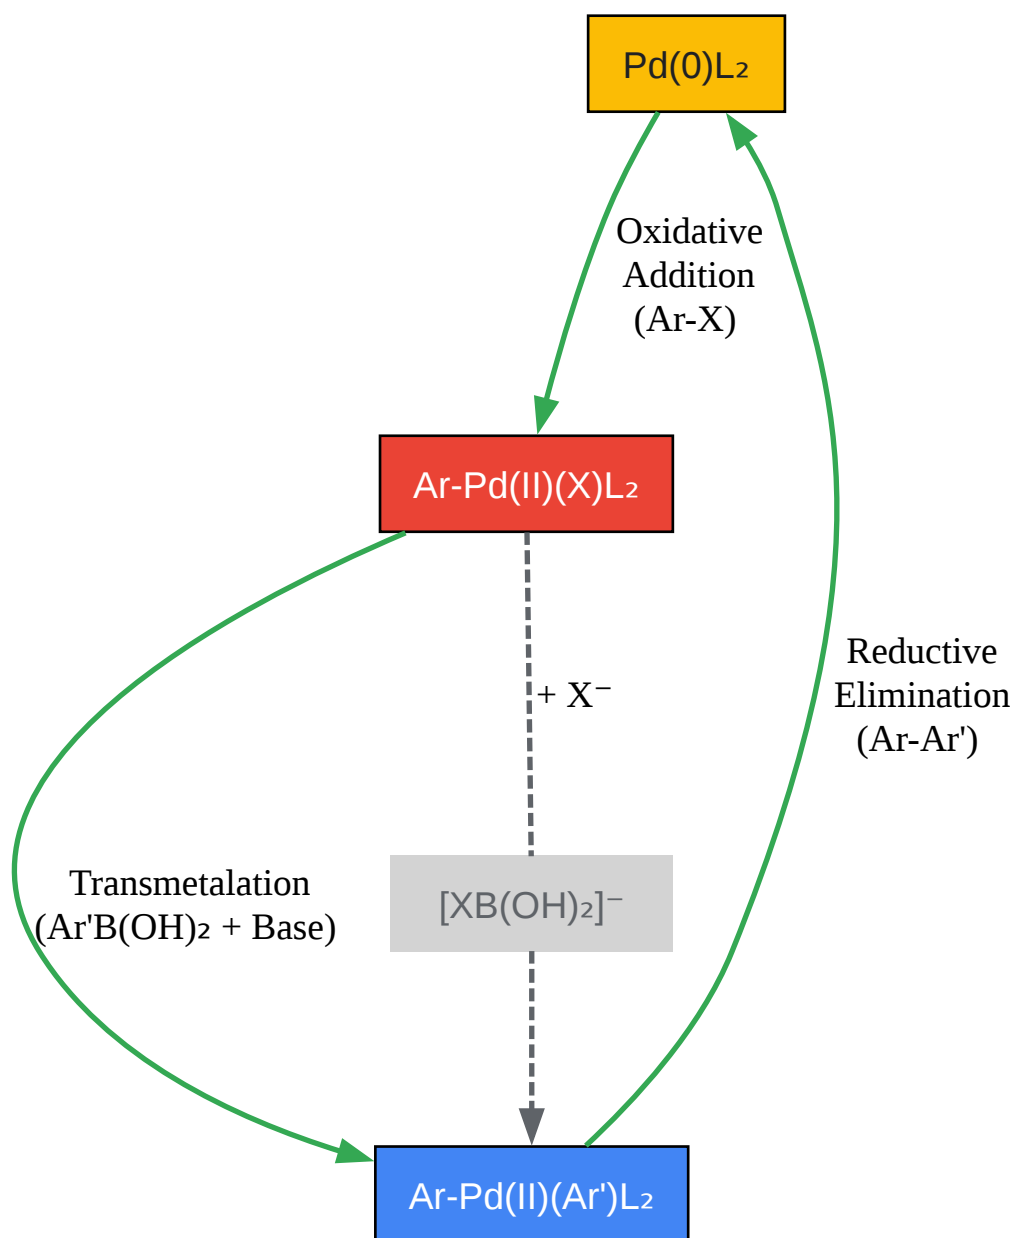 Pd(0)L₂
Oxidative
Addition
(Ar-X)
Ar-Pd(II)(X)L₂
+ X⁻
Reductive
Elimination
(Ar-Ar')
Transmetalation
(Ar'B(OH)₂ + Base)
[XB(OH)₂]⁻
Ar-Pd(II)(Ar')L₂